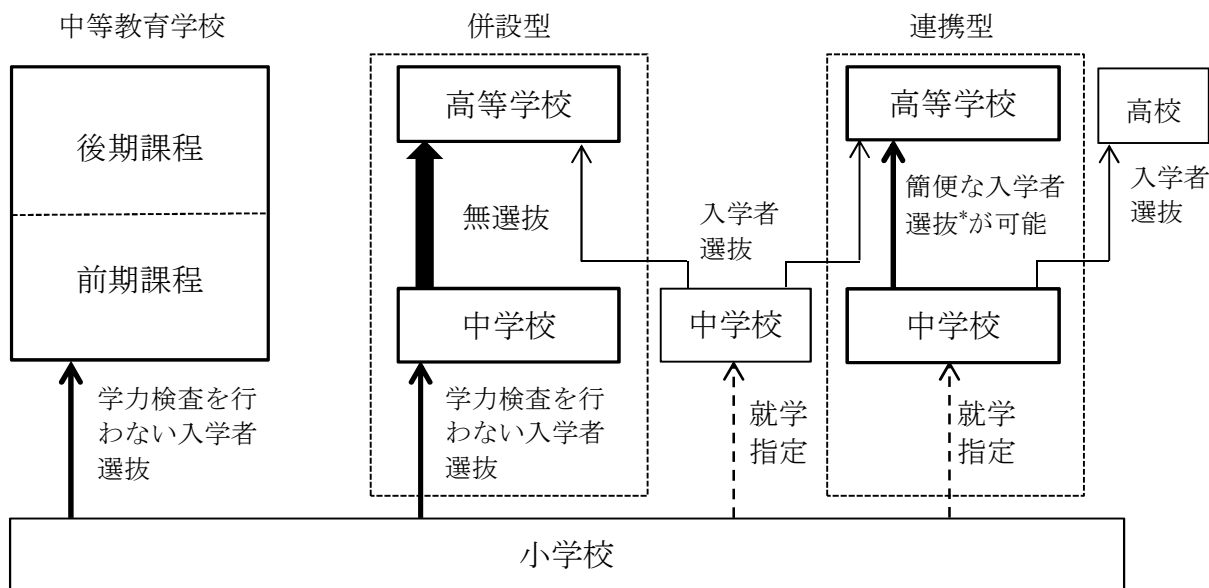 中等教育学校
併設型
連携型
後期課程
前期課程
高等学校
高等学校
高校
無選抜
入学者
選抜
簡便な入学者
選抜*が可能
入学者
選抜
中学校
中学校
中学校
学力検査を行
わない入学者
選抜
学力検査を行
わない入学者
選抜
就学
指定
就学
指定
小学校